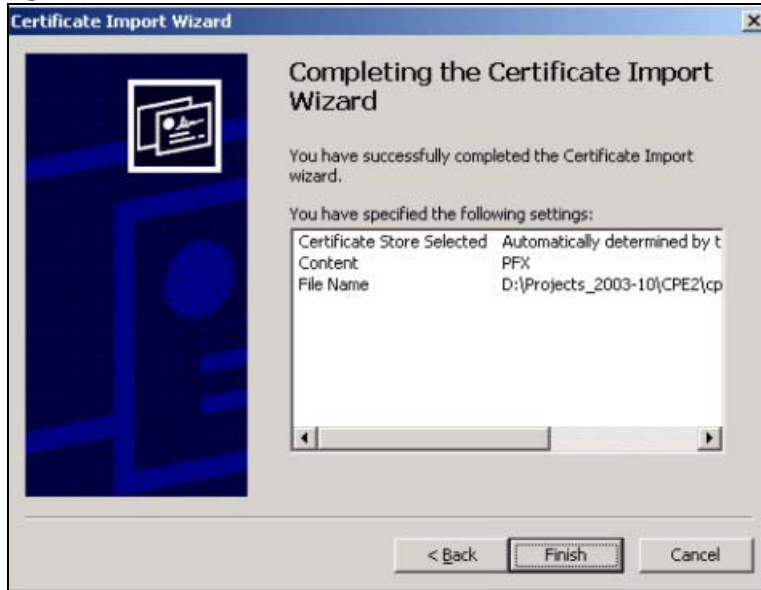 Certificate Import Wizard
Completing the Certificate Import
Wizard
You have successfully completed the Certificate Import
wizard.
You have specified the following settings:
Certificate Store Selected Automatically determined by t
Content PFX
File Name D:\Projects_2003-10\CPE2\cp
< Back Finish Cancel